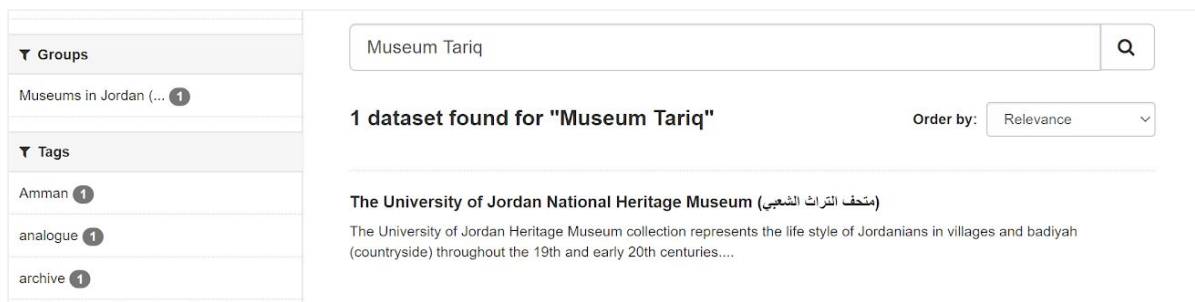 Groups
Museums in Jordan (... 1
Tags
Amman 1
analogue 1
archive 1
Museum Tariq
1 dataset found for "Museum Tariq"
Order by: Relevance
The University of Jordan National Heritage Museum (متحف التراث الشعبي)
The University of Jordan Heritage Museum collection represents the life style of Jordanians in villages and badiyah
(countryside) throughout the 19th and early 20th centuries....